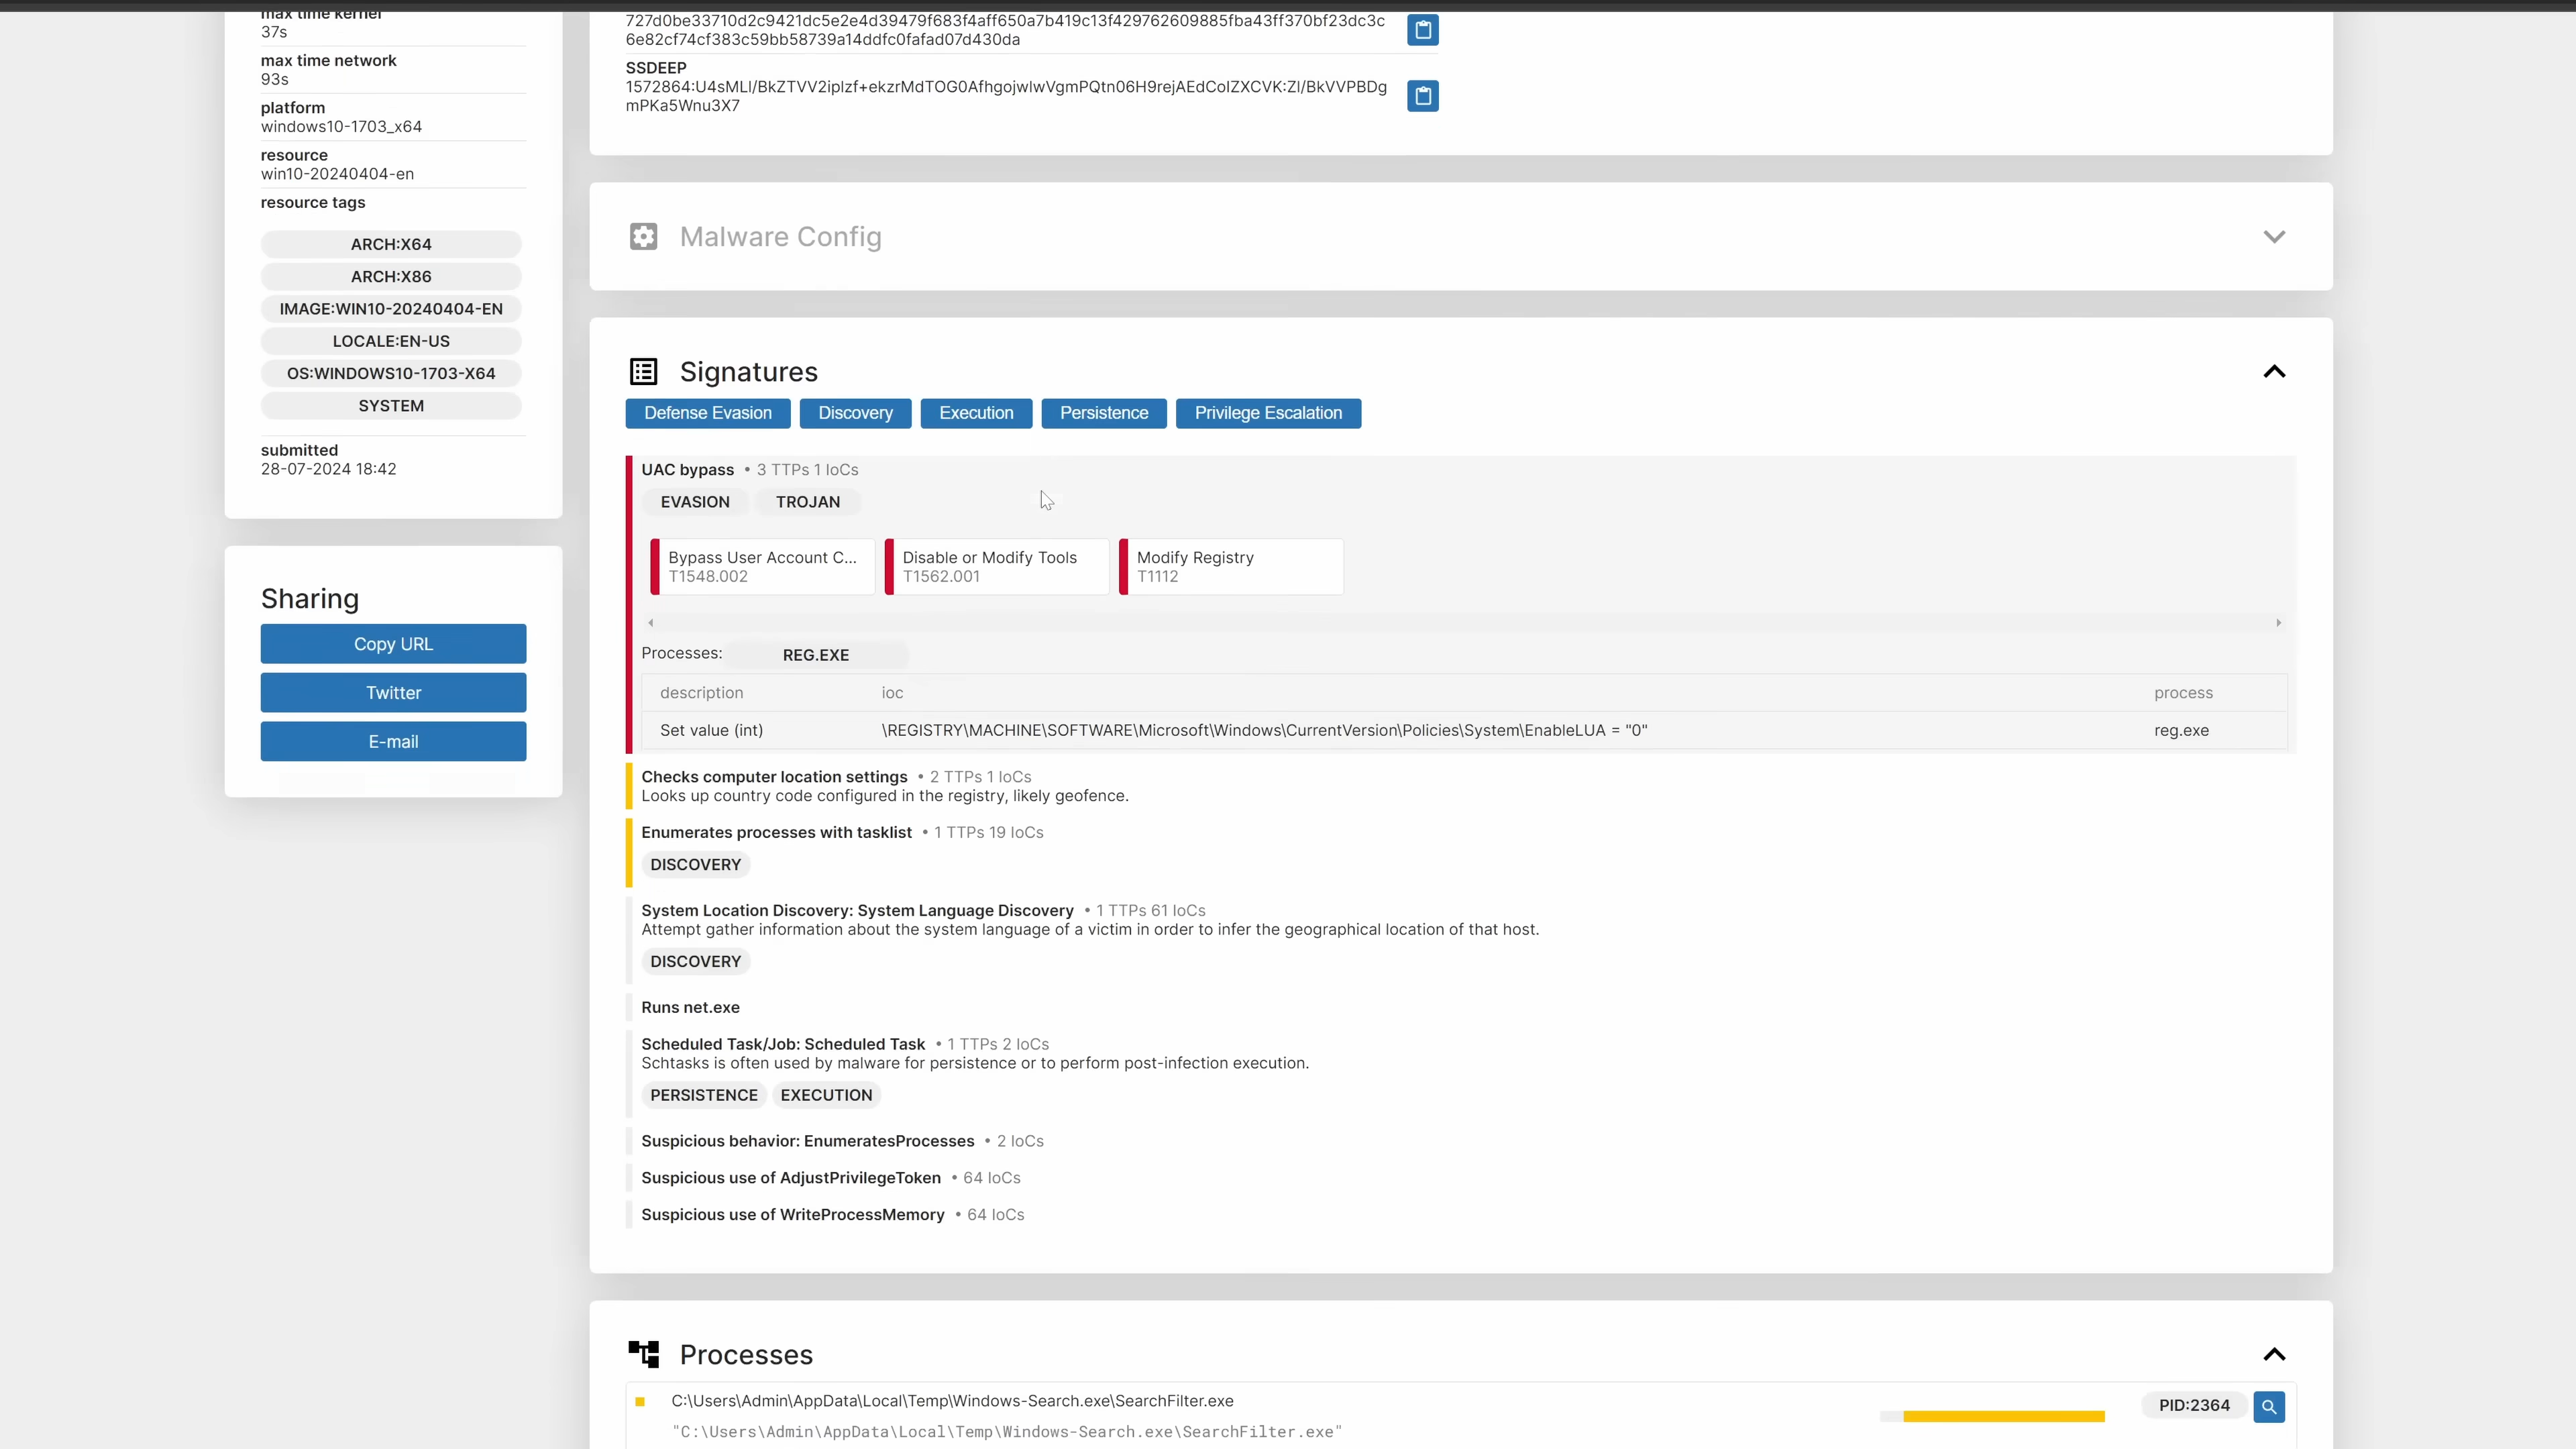 max time kernel
37s
max time network
93s
platform
windows10-1703_x64
resource
win10-20240404-en
resource tags
ARCH:X64
ARCH:X86
IMAGE:WIN10-20240404-EN
LOCALE:EN-US
OS:WINDOWS10-1703-X64
SYSTEM
submitted
28-07-2024 18:42
Sharing
Copy URL
Twitter
E-mail
727d0be33710d2c9421dc5e2e4d39479f683f4aff650a7b419c13f429762609885fba43ff370bf23dc3c
6e82cf74cf383c59bb58739a14ddfc0fafad07d430da
SSDEEP
1572864:U4sMLl/BkZTVV2iplzf+ekzrMdTOG0AfhgojwlwVgmPQtn06H9rejAEdColZXCVK:Zl/BkVVPBDg
mPKa5Wnu3X7
Malware Config
Signatures
Defense Evasion Discovery Execution Persistence Privilege Escalation
UAC bypass • 3 TTPs 1 IoCs
EVASION TROJAN
Bypass User Account C... Disable or Modify Tools Modify Registry
T1548.002 T1562.001 T1112
Processes: REG.EXE
description ioc process
Set value (int) \REGISTRY\MACHINE\SOFTWARE\Microsoft\Windows\CurrentVersion\Policies\System\EnableLUA = "0" reg.exe
Checks computer location settings • 2 TTPs 1 IoCs
Looks up country code configured in the registry, likely geofence.
Enumerates processes with tasklist • 1 TTPs 19 IoCs
DISCOVERY
System Location Discovery: System Language Discovery • 1 TTPs 61 IoCs
Attempt gather information about the system language of a victim in order to infer the geographical location of that host.
DISCOVERY
Runs net.exe
Scheduled Task/Job: Scheduled Task • 1 TTPs 2 IoCs
Schtasks is often used by malware for persistence or to perform post-infection execution.
PERSISTENCE EXECUTION
Suspicious behavior: EnumeratesProcesses • 2 IoCs
Suspicious use of AdjustPrivilegeToken • 64 IoCs
Suspicious use of WriteProcessMemory • 64 IoCs
Processes
C:\Users\Admin\AppData\Local\Temp\Windows-Search.exe\SearchFilter.exe
PID:2364
"C:\Users\Admin\AppData\Local\Temp\Windows-Search.exe\SearchFilter.exe"